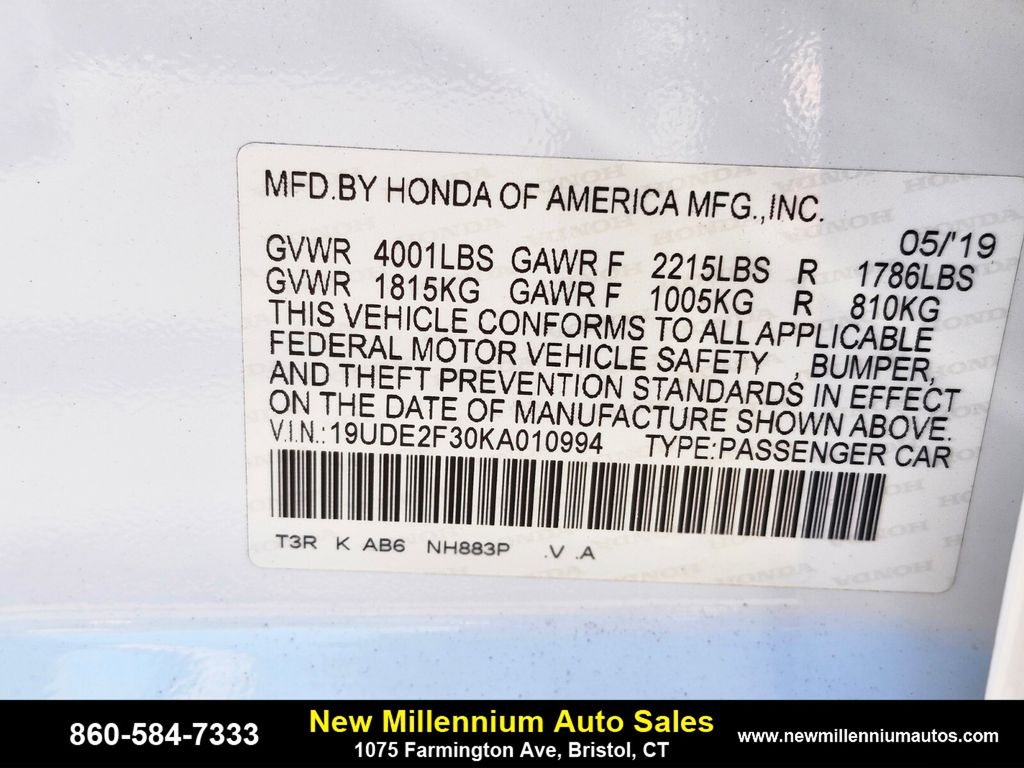 MFD.BY HONDA OF AMERICA MFG.,INC.
05/'19
GVWR 4001LBS GAWR F 2215LBS R 1786LBS
GVWR 1815KG GAWR F 1005KG R 810KG
THIS VEHICLE CONFORMS TO ALL APPLICABLE
FEDERAL MOTOR VEHICLE SAFETY , BUMPER,
AND THEFT PREVENTION STANDARDS IN EFFECT
ON THE DATE OF MANUFACTURE SHOWN ABOVE.
V.I.N.:19UDE2F30KA010994 TYPE:PASSENGER CAR
T3R K AB6 NH883P .V .A
860-584-7333
New Millennium Auto Sales
1075 Farmington Ave, Bristol, CT
www.newmillenniumautos.com